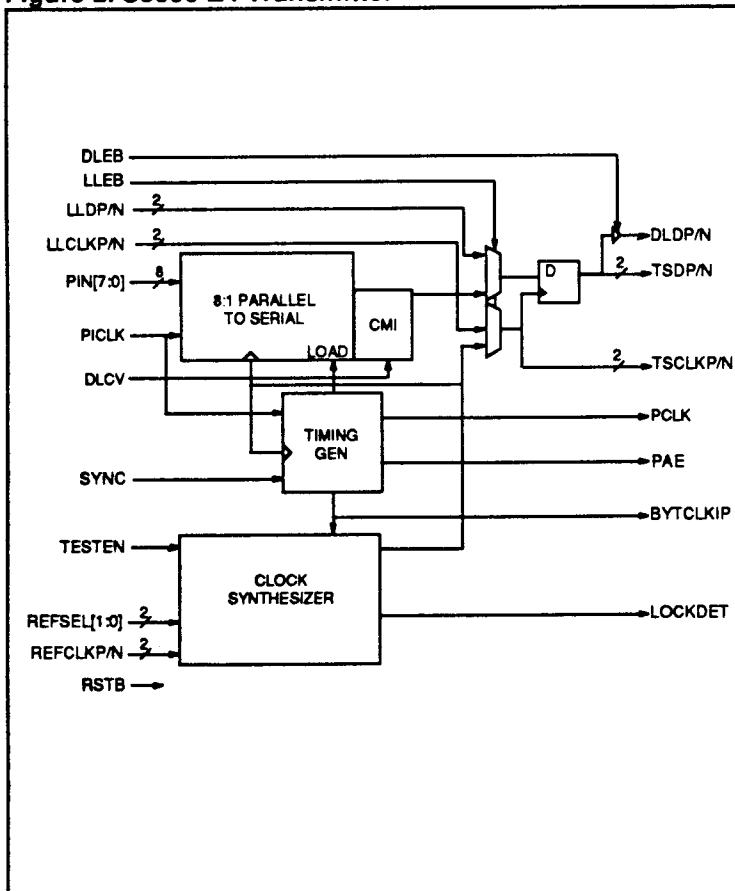 DLEB
LLEB
LLDP/N
2
LLCLKP/N
2
PIN[7:0]
8
8:1 PARALLEL
TO SERIAL
LOAD
CMI
PICLK
DLCV
TIMING
GEN
SYNC
TESTEN
CLOCK
SYNTHESIZER
REFSEL[1:0]
2
REFCLKP/N
2
RSTB
D
DLDP/N
2
TSDP/N
2
TSCLKP/N
PCLK
PAE
BYTCLKIP
LOCKDET